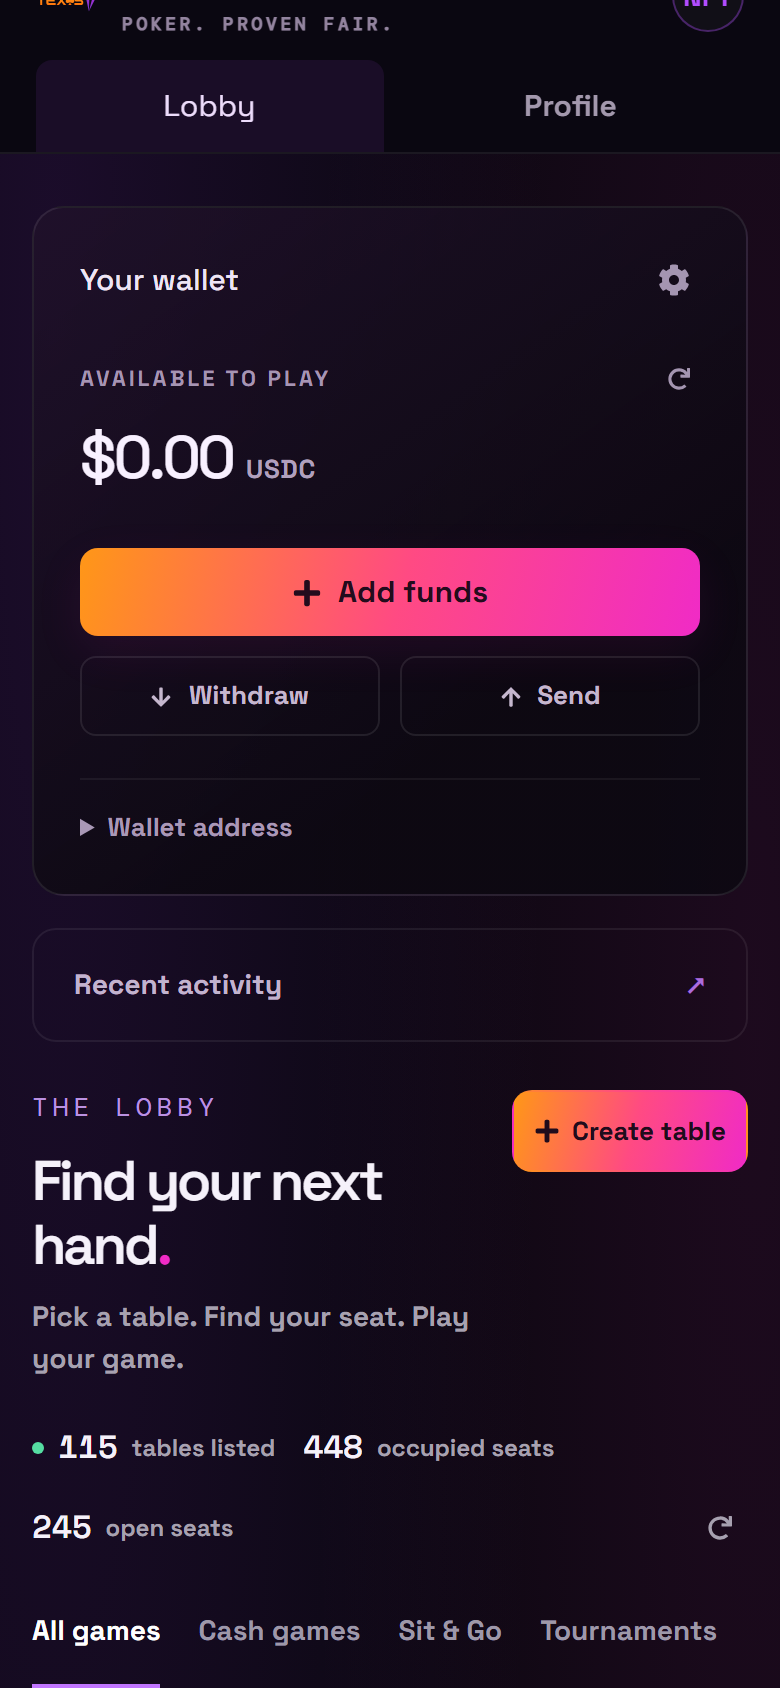 POKER. PROVEN FAIR.
Lobby
Profile
Your wallet
AVAILABLE TO PLAY
$0.00 USDC
+ Add funds
↓ Withdraw
↑ Send
▶ Wallet address
Recent activity ↗
THE LOBBY
+ Create table
Find your next
hand.
Pick a table. Find your seat. Play
your game.
115 tables listed 448 occupied seats
245 open seats
All games Cash games Sit & Go Tournaments